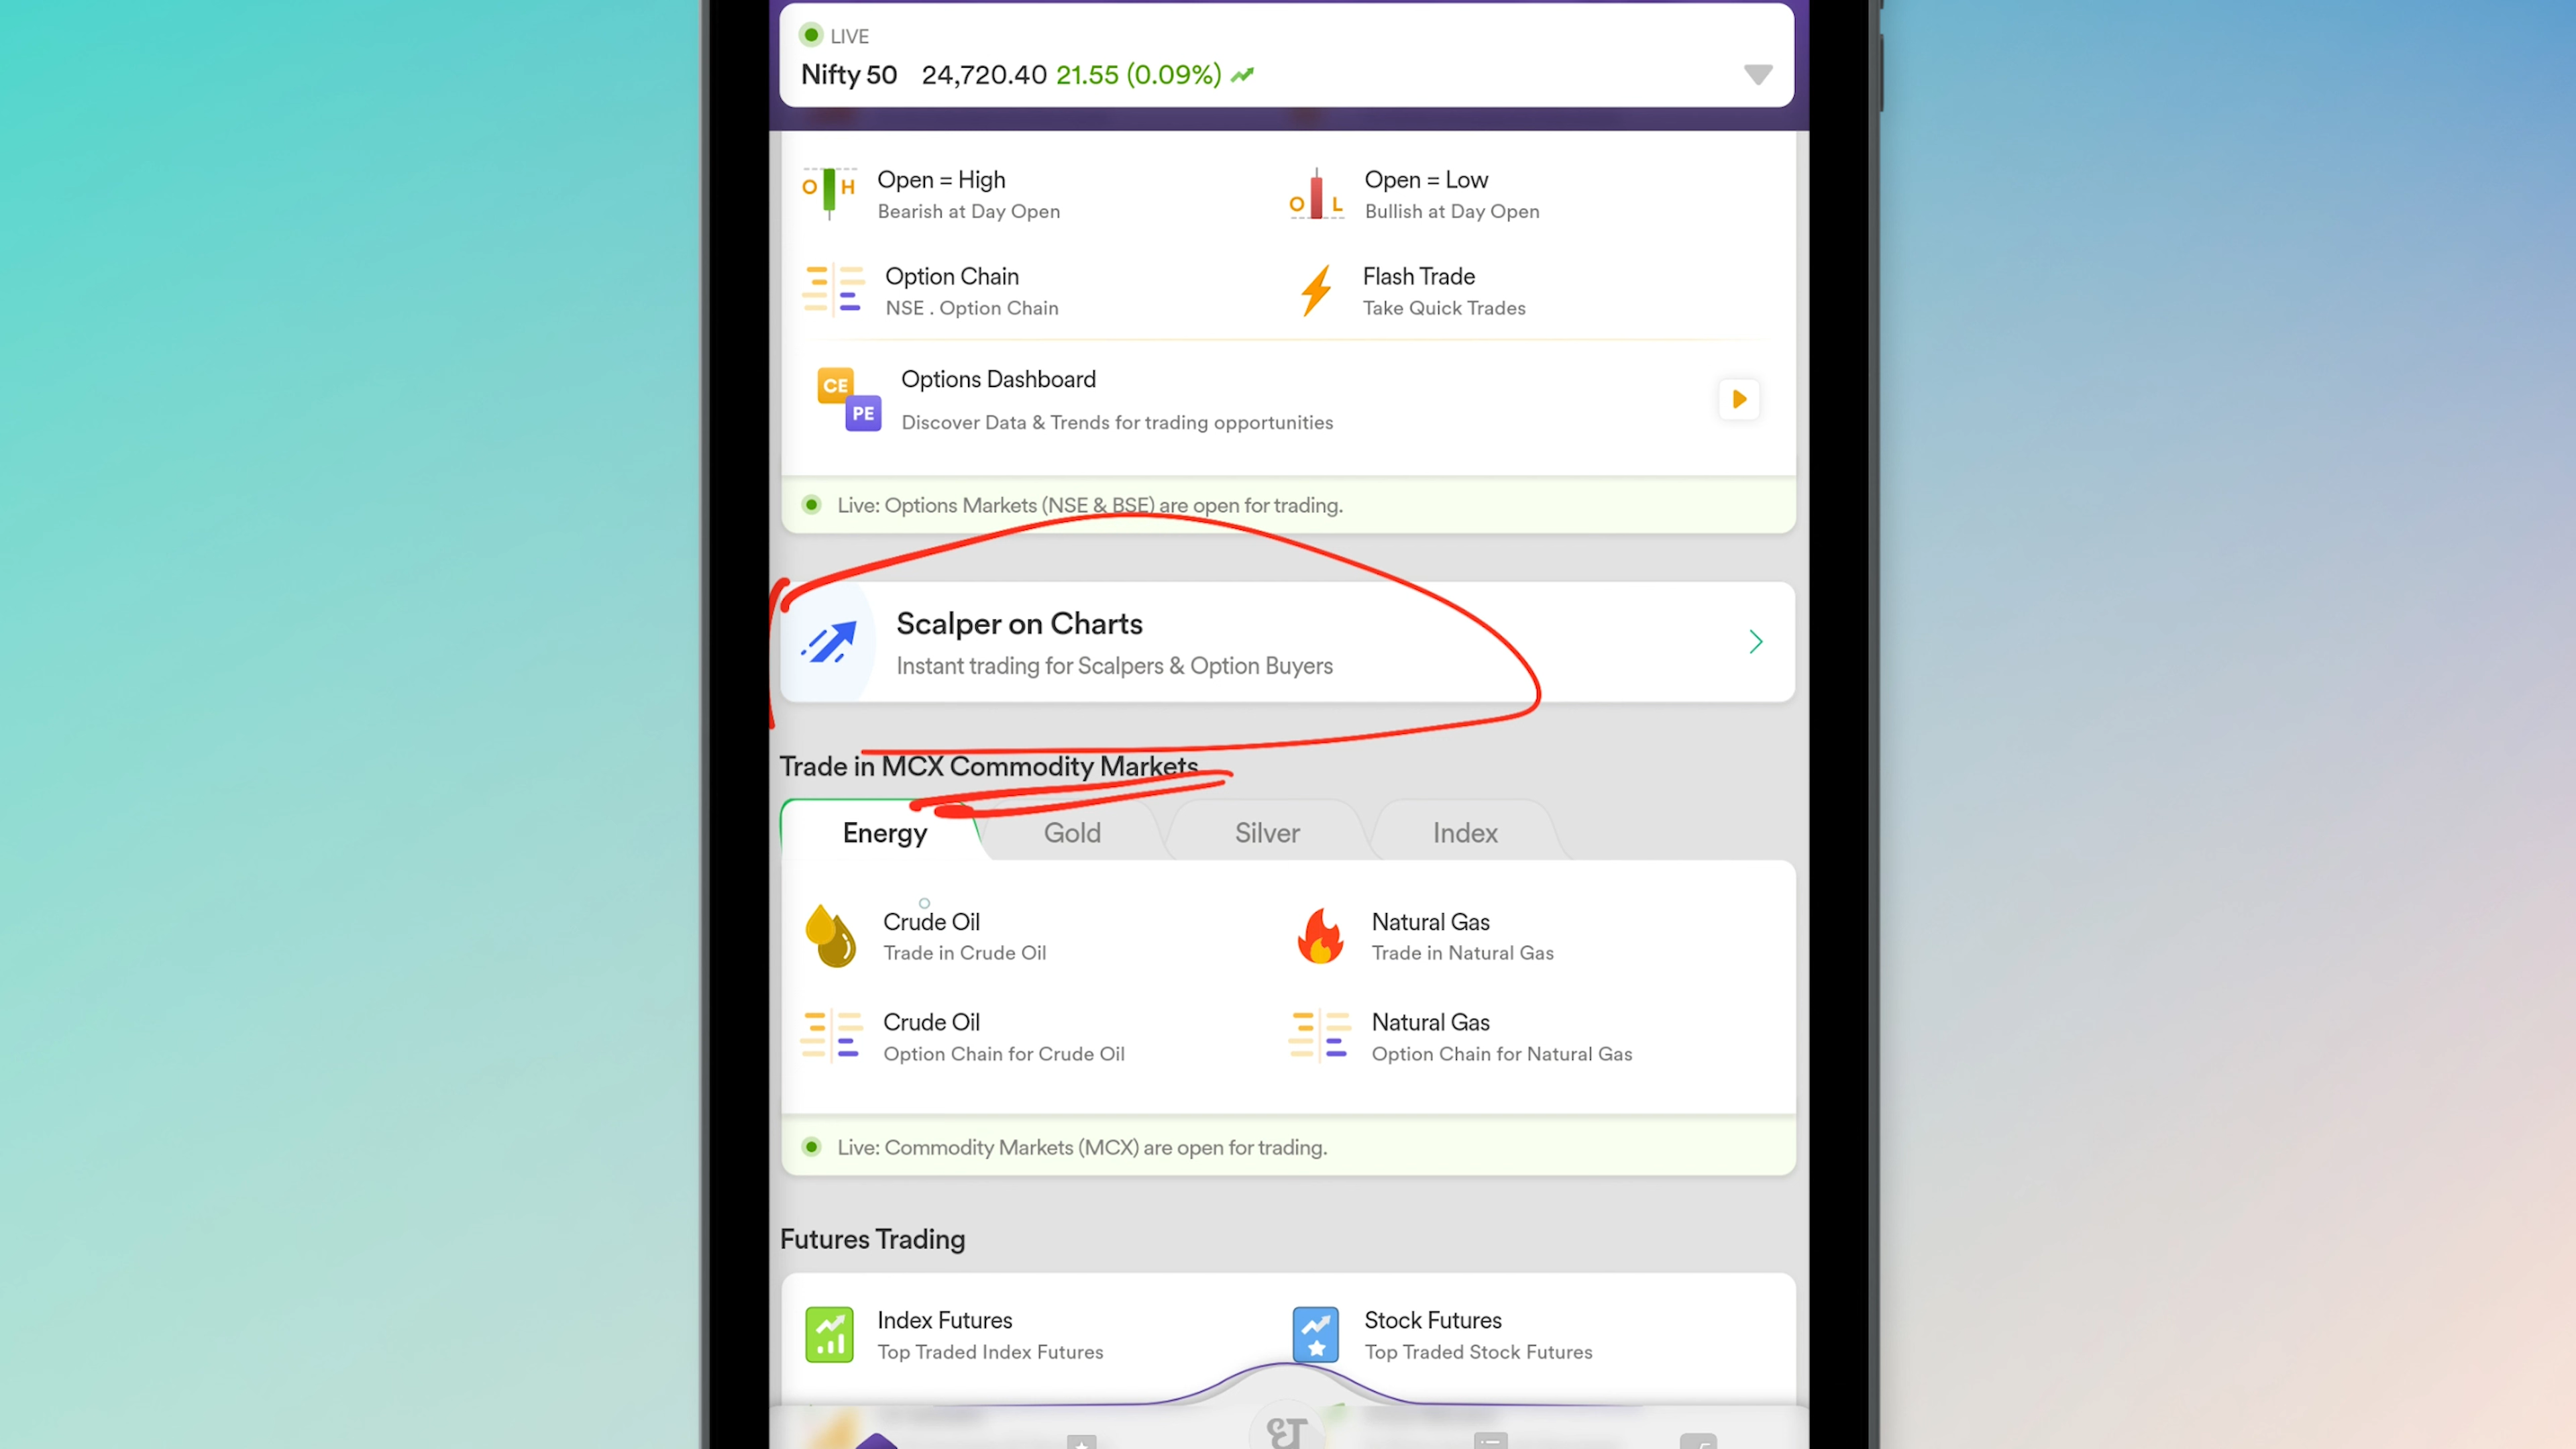 LIVE
Nifty 50 24,720.40 21.55 (0.09%)
O H
Open = High
Bearish at Day Open
O L
Open = Low
Bullish at Day Open
Option Chain
NSE . Option Chain
Flash Trade
Take Quick Trades
CE
PE
Options Dashboard
Discover Data & Trends for trading opportunities
Live: Options Markets (NSE & BSE) are open for trading.
Scalper on Charts
Instant trading for Scalpers & Option Buyers
Trade in MCX Commodity Markets
Energy Gold Silver Index
Crude Oil
Trade in Crude Oil
Natural Gas
Trade in Natural Gas
Crude Oil
Option Chain for Crude Oil
Natural Gas
Option Chain for Natural Gas
Live: Commodity Markets (MCX) are open for trading.
Futures Trading
Index Futures
Top Traded Index Futures
Stock Futures
Top Traded Stock Futures